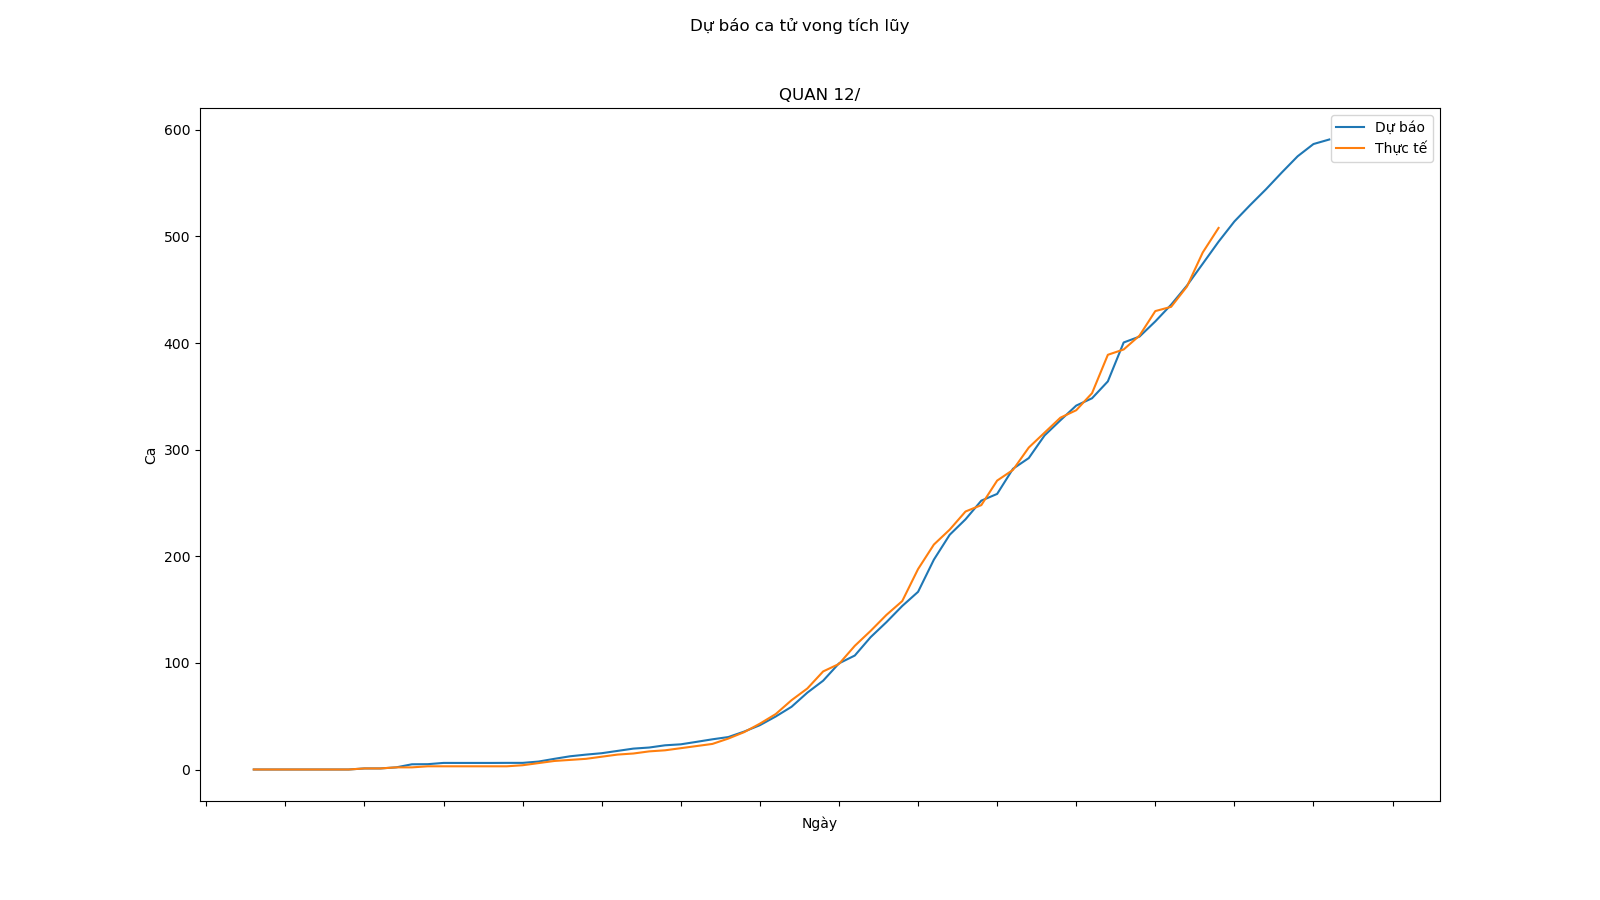 Dự báo ca tử vong tích lũy
QUAN 12/
Dự báo
Thực tế
600
500
400
300
200
100
0
Ca
Ngày